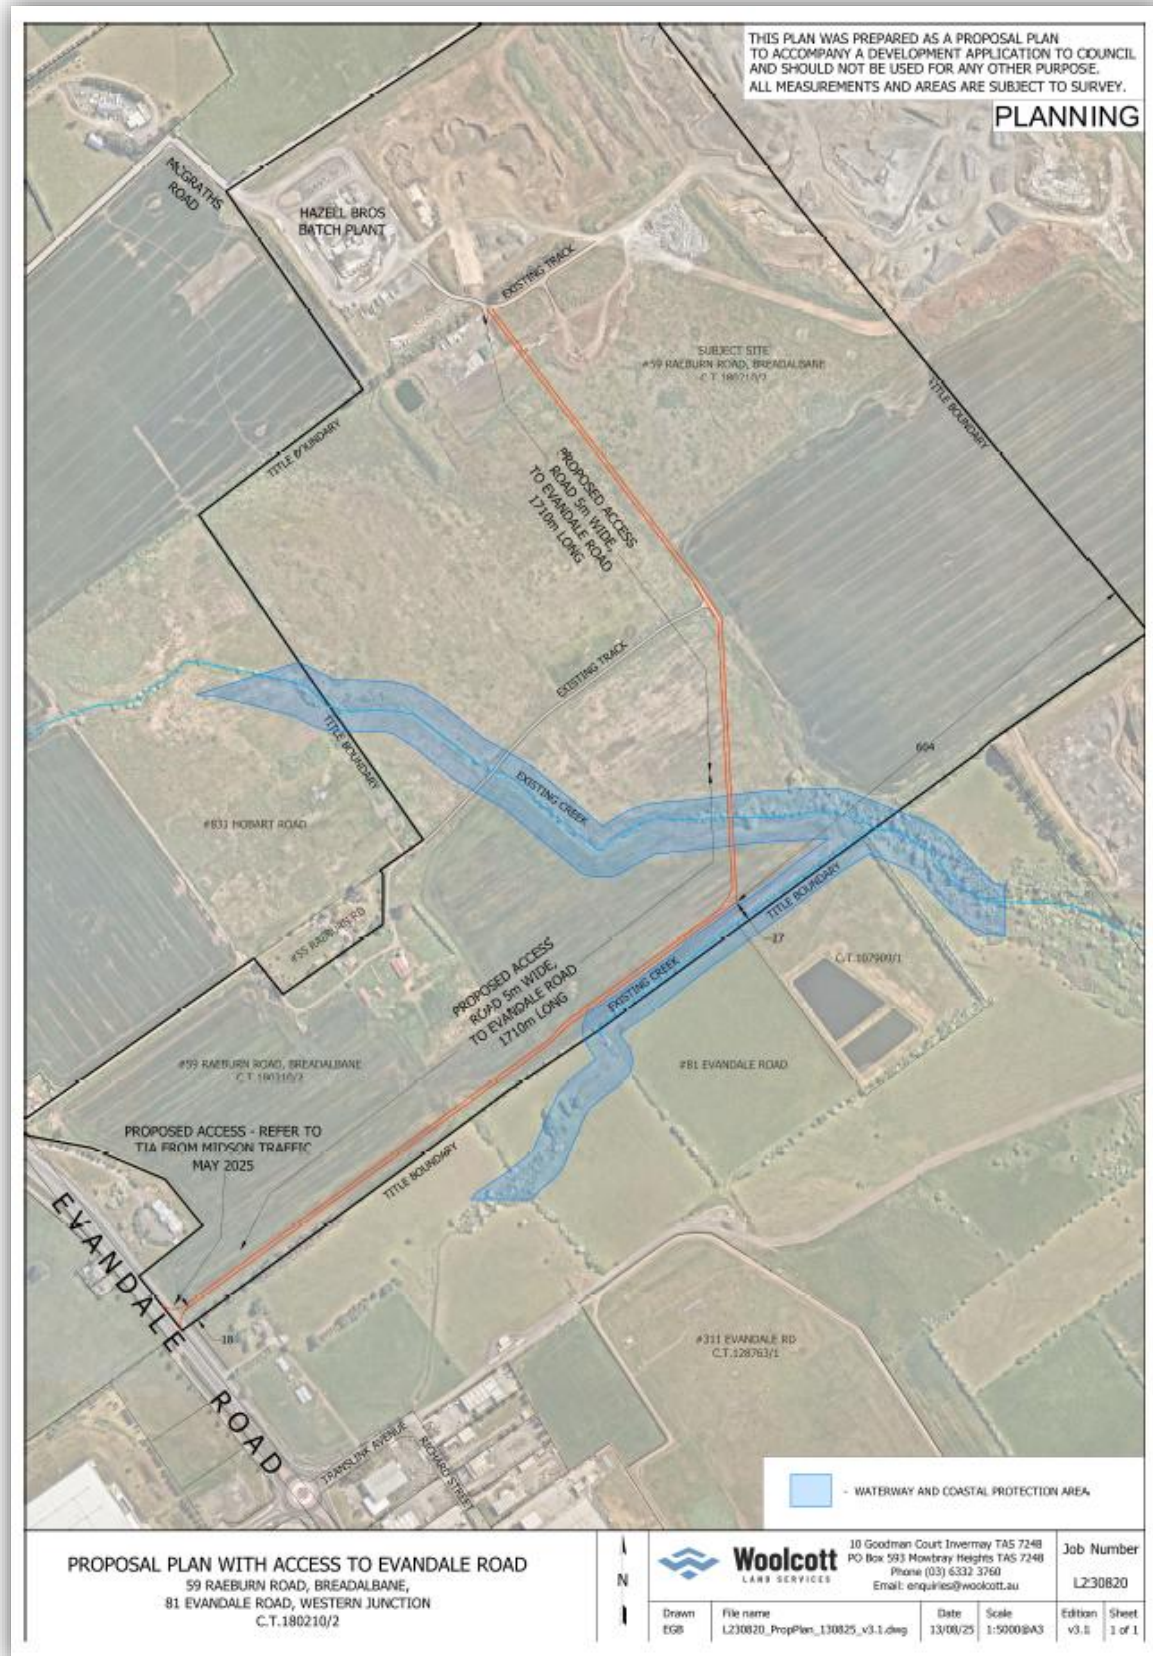 THIS PLAN WAS PREPARED AS A PROPOSAL PLAN
TO ACCOMPANY A DEVELOPMENT APPLICATION TO COUNCIL
AND SHOULD NOT BE USED FOR ANY OTHER PURPOSE.
ALL MEASUREMENTS AND AREAS ARE SUBJECT TO SURVEY.
PLANNING
MCGRATHS
ROAD
HAZELL BROS
BATCH PLANT
EXISTING TRACK
SUBJECT SITE
#59 RAEBURN ROAD, BREADALBANE
C.T.180210/2
TITLE BOUNDARY
TITLE BOUNDARY
PROPOSED ACCESS
ROAD 5m WIDE,
TO EVANDALE ROAD
1710m LONG
EXISTING TRACK
TITLE BOUNDARY
604
EXISTING CREEK
#831 HOBART ROAD
TITLE BOUNDARY
#55 RAEBURN RD
17
C.T.107909/1
PROPOSED ACCESS
ROAD 5m WIDE,
TO EVANDALE ROAD
1710m LONG
EXISTING CREEK
#59 RAEBURN ROAD, BREADALBANE
C.T.180210/2
#81 EVANDALE ROAD
PROPOSED ACCESS - REFER TO
TIA FROM MIDSON TRAFFIC
MAY 2025
TITLE BOUNDARY
EVANDALE ROAD
18
#311 EVANDALE RD
C.T.128763/1
TRANSLINK AVENUE
RICHARD STREET
- WATERWAY AND COASTAL PROTECTION AREA
PROPOSAL PLAN WITH ACCESS TO EVANDALE ROAD
59 RAEBURN ROAD, BREADALBANE,
81 EVANDALE ROAD, WESTERN JUNCTION
C.T.180210/2
N
Woolcott
LAND SERVICES
10 Goodman Court Invermay TAS 7248
PO Box 593 Mowbray Heights TAS 7248
Phone (03) 6332 3760
Email: enquiries@woolcott.au
Job Number
L230820
Drawn
EGB
File name
L230820_PropPlan_130825_v3.1.dwg
Date
13/08/25
Scale
1:5000@A3
Edition
v3.1
Sheet
1 of 1